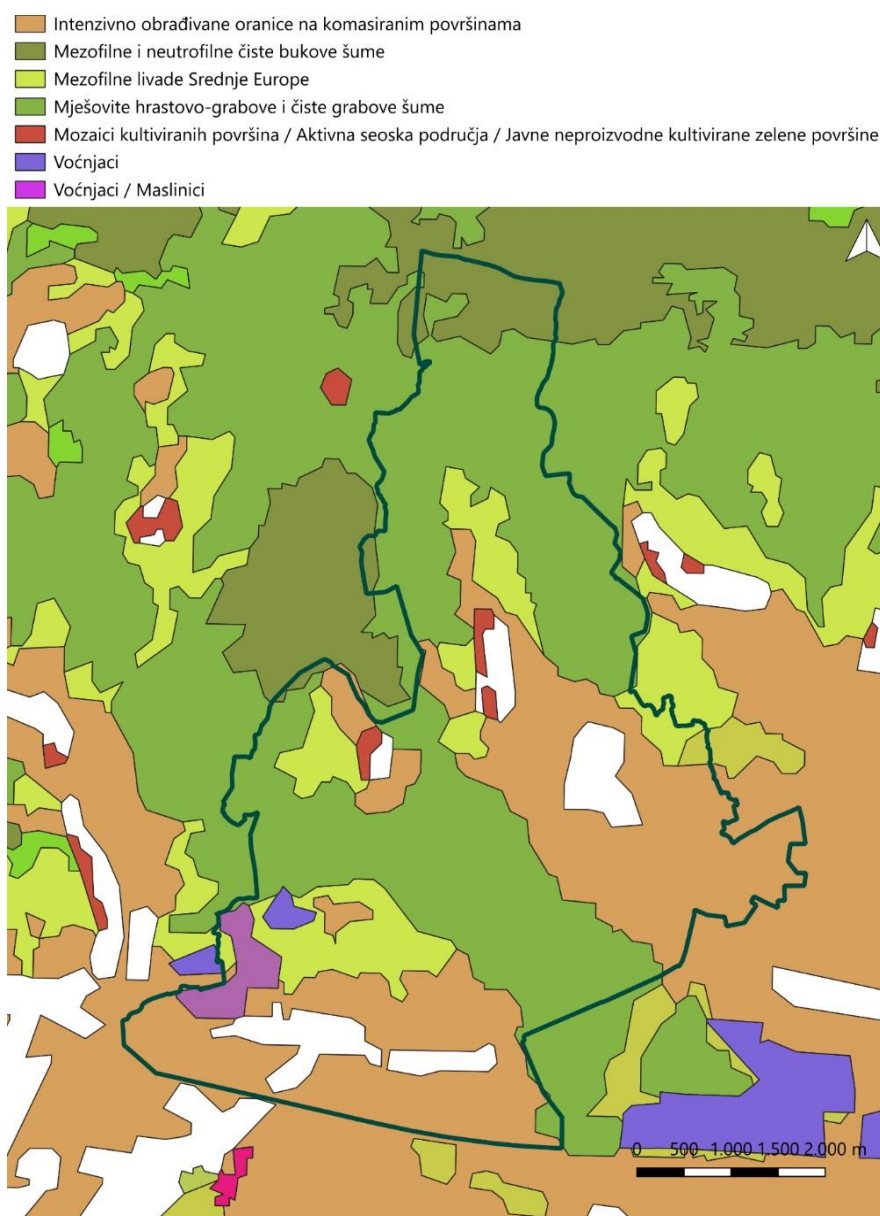 Intenzivno obrađivane oranice na komasiranim površinama
Mezofilne i neutrofilne čiste bukove šume
Mezofilne livade Srednje Europe
Mješovite hrastovo-grabove i čiste grabove šume
Mozaici kultiviranih površina / Aktivna seoska područja / Javne neproizvodne kultivirane zelene površine
Voćnjaci
Voćnjaci / Maslinici
0 500 1.000 1.500 2.000 m